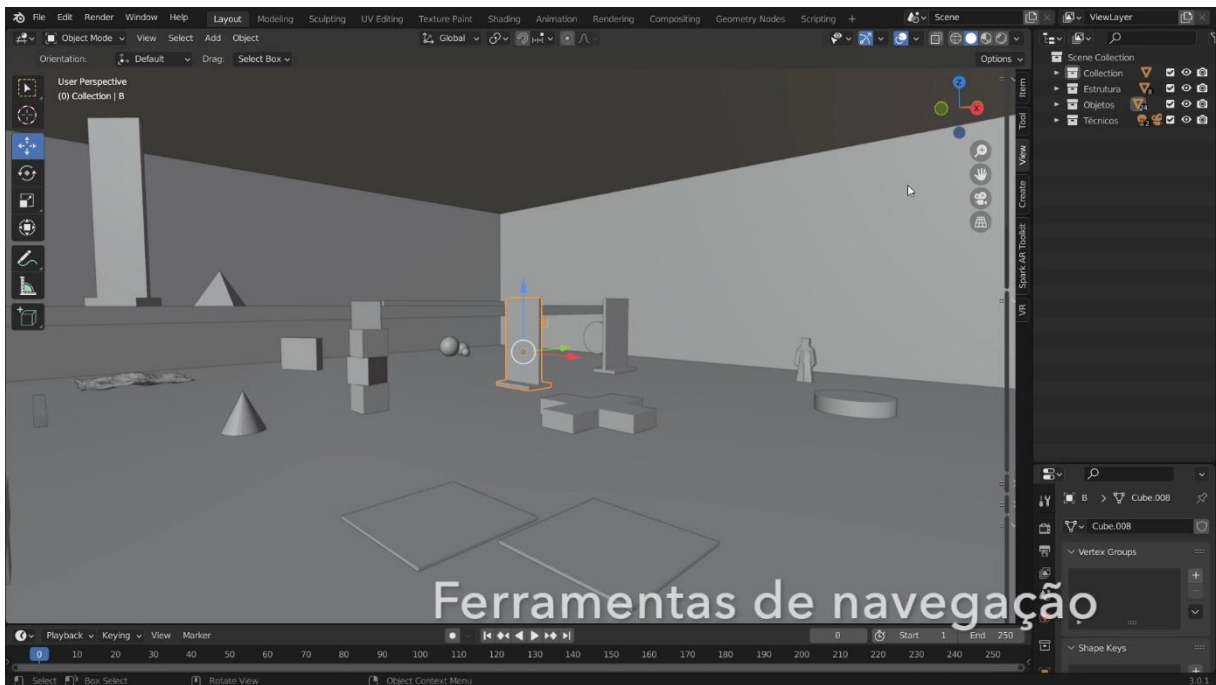 File Edit Render Window Help Layout Modeling Sculpting UV Editing Texture Paint Shading Animation Rendering Compositing Geometry Nodes Scripting + Scene ViewLayer
Object Mode View Select Add Object Global
Orientation: Default Drag: Select Box Options
User Perspective
(0) Collection | B
Z
X
Item
Tool
View
Create
Spark AR Toolkit
VR
Scene Collection
Collection
Estrutura 8
Objetos 24
Técnicos 2
B > Cube.008
Cube.008
Vertex Groups
Shape Keys
Ferramentas de navegação
Playback Keying View Marker 0 Start 1 End 250
0 10 20 30 40 50 60 70 80 90 100 110 120 130 140 150 160 170 180 190 200 210 220 230 240 250
Select Box Select Rotate View Object Context Menu 3.0.1